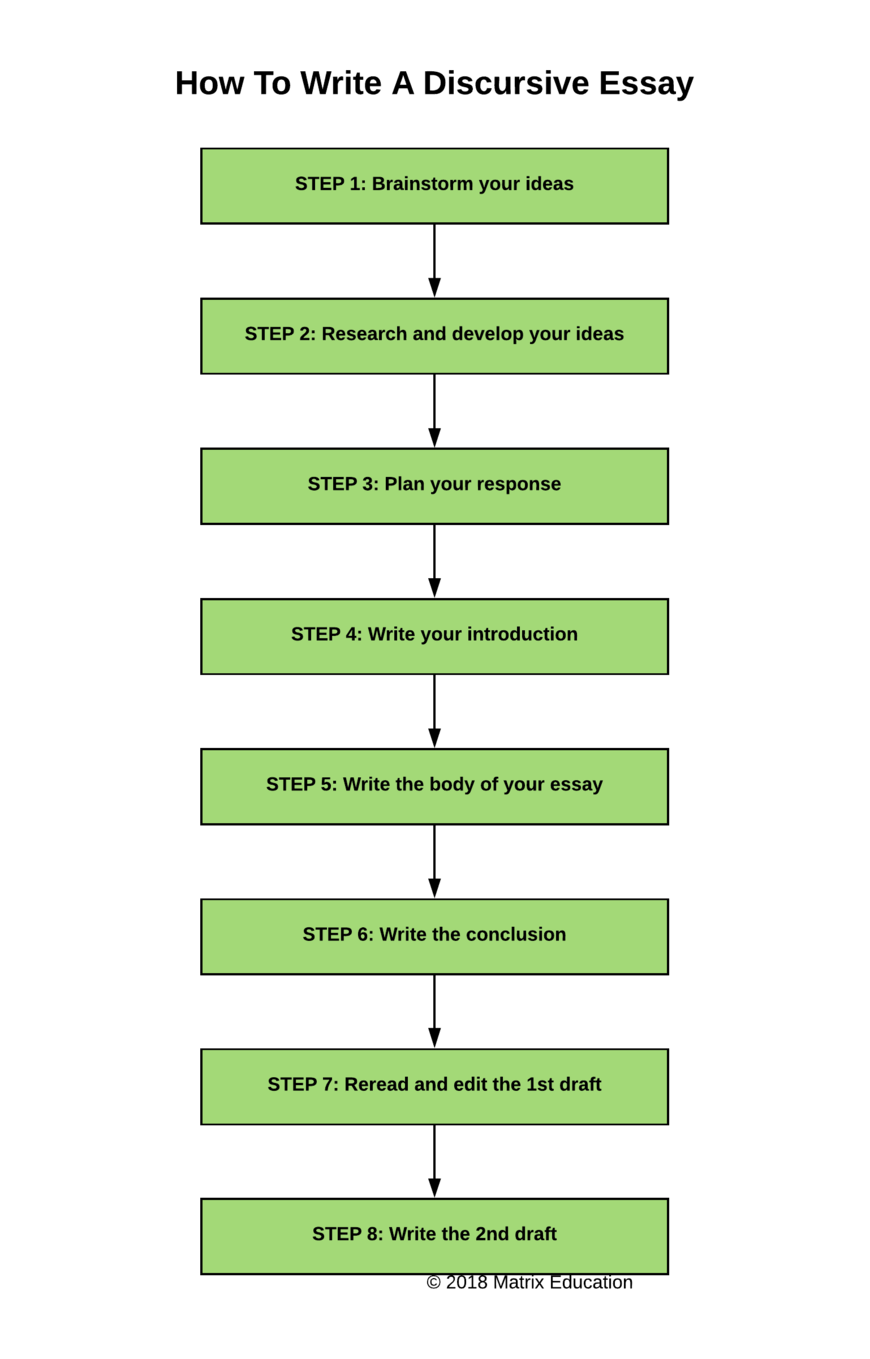 How To Write A Discursive Essay
STEP 1: Brainstorm your ideas
STEP 2: Research and develop your ideas
STEP 3: Plan your response
STEP 4: Write your introduction
STEP 5: Write the body of your essay
STEP 6: Write the conclusion
STEP 7: Reread and edit the 1st draft
STEP 8: Write the 2nd draft
© 2018 Matrix Education